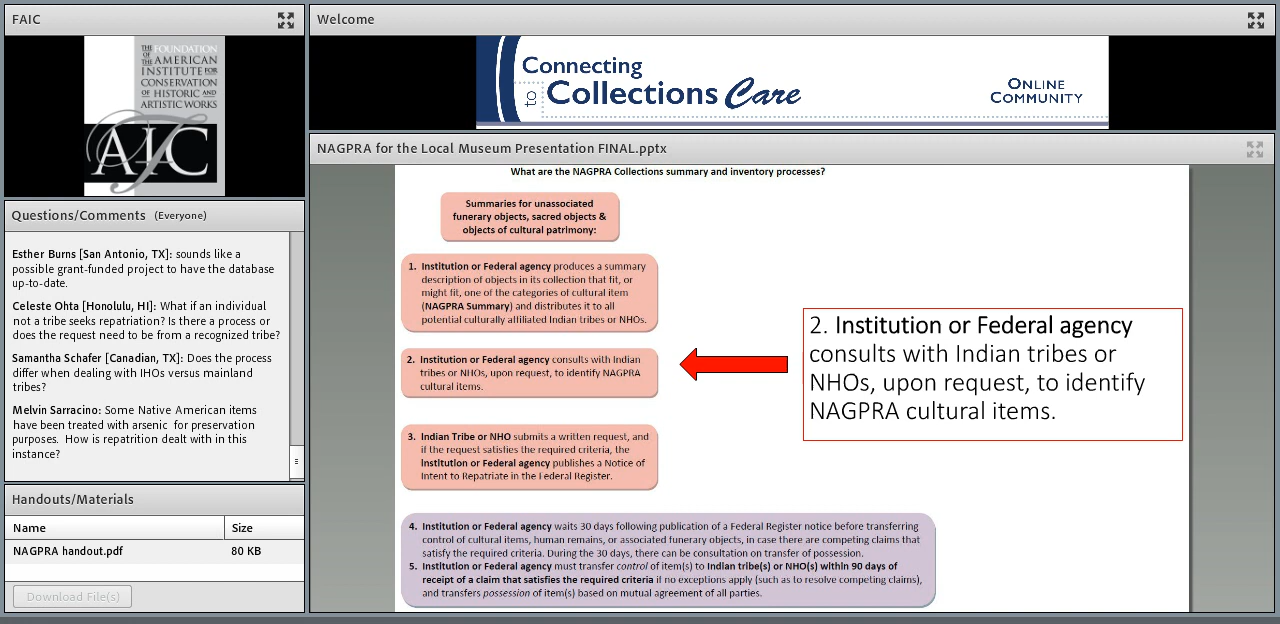 FAIC
THE FOUNDATION
OF THE AMERICAN
INSTITUTE FOR
CONSERVATION
OF HISTORIC AND
ARTISTIC WORKS
AIC
Welcome
Connecting
to Collections Care
ONLINE
COMMUNITY
Questions/Comments (Everyone)
Esther Burns [San Antonio, TX]: sounds like a
possible grant-funded project to have the database
up-to-date.
Celeste Ohta [Honolulu, HI]: What if an individual
not a tribe seeks repatriation? Is there a process or
does the request need to be from a recognized tribe?
Samantha Schafer [Canadian, TX]: Does the process
differ when dealing with IHOs versus mainland
tribes?
Melvin Sarracino: Some Native American items
have been treated with arsenic for preservation
purposes. How is repatrition dealt with in this
instance?
Handouts/Materials
Name Size
NAGPRA handout.pdf 80 KB
Download File(s)
NAGPRA for the Local Museum Presentation FINAL.pptx
What are the NAGPRA Collections summary and inventory processes?
Summaries for unassociated
funerary objects, sacred objects &
objects of cultural patrimony:
1. Institution or Federal agency produces a summary
description of objects in its collection that fit, or
might fit, one of the categories of cultural item
(NAGPRA Summary) and distributes it to all
potential culturally affiliated Indian tribes or NHOs.
2. Institution or Federal agency consults with Indian
tribes or NHOs, upon request, to identify NAGPRA
cultural items.
3. Indian Tribe or NHO submits a written request, and
if the request satisfies the required criteria, the
Institution or Federal agency publishes a Notice of
Intent to Repatriate in the Federal Register.
4. Institution or Federal agency waits 30 days following publication of a Federal Register notice before transferring
control of cultural items, human remains, or associated funerary objects, in case there are competing claims that
satisfy the required criteria. During the 30 days, there can be consultation on transfer of possession.
5. Institution or Federal agency must transfer control of item(s) to Indian tribe(s) or NHO(s) within 90 days of
receipt of a claim that satisfies the required criteria if no exceptions apply (such as to resolve competing claims),
and transfers possession of item(s) based on mutual agreement of all parties.
2. Institution or Federal agency
consults with Indian tribes or
NHOs, upon request, to identify
NAGPRA cultural items.